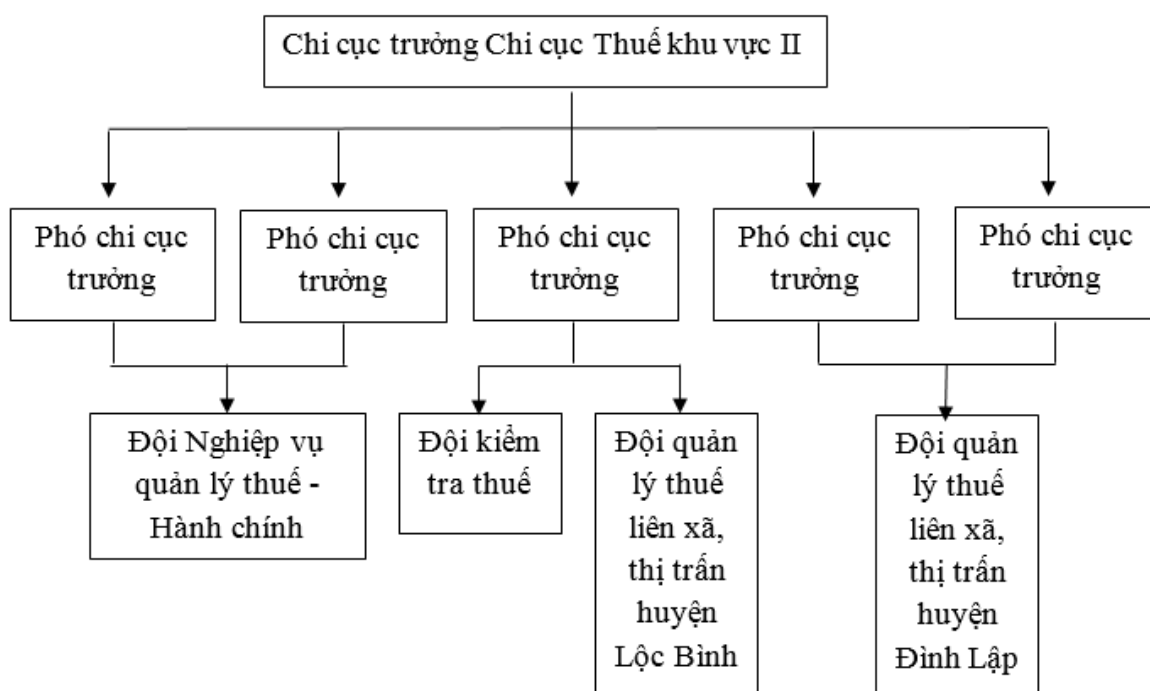 Chi cục trưởng Chi cục Thuế khu vực II
Phó chi cục
trưởng
Phó chi cục
trưởng
Phó chi cục
trưởng
Phó chi cục
trưởng
Phó chi cục
trưởng
Đội Nghiệp vụ
quản lý thuế -
Hành chính
Đội kiểm
tra thuế
Đội quản
lý thuế
liên xã,
thị trấn
huyện
Lộc Bình
Đội quản
lý thuế
liên xã,
thị trấn
huyện
Đình Lập